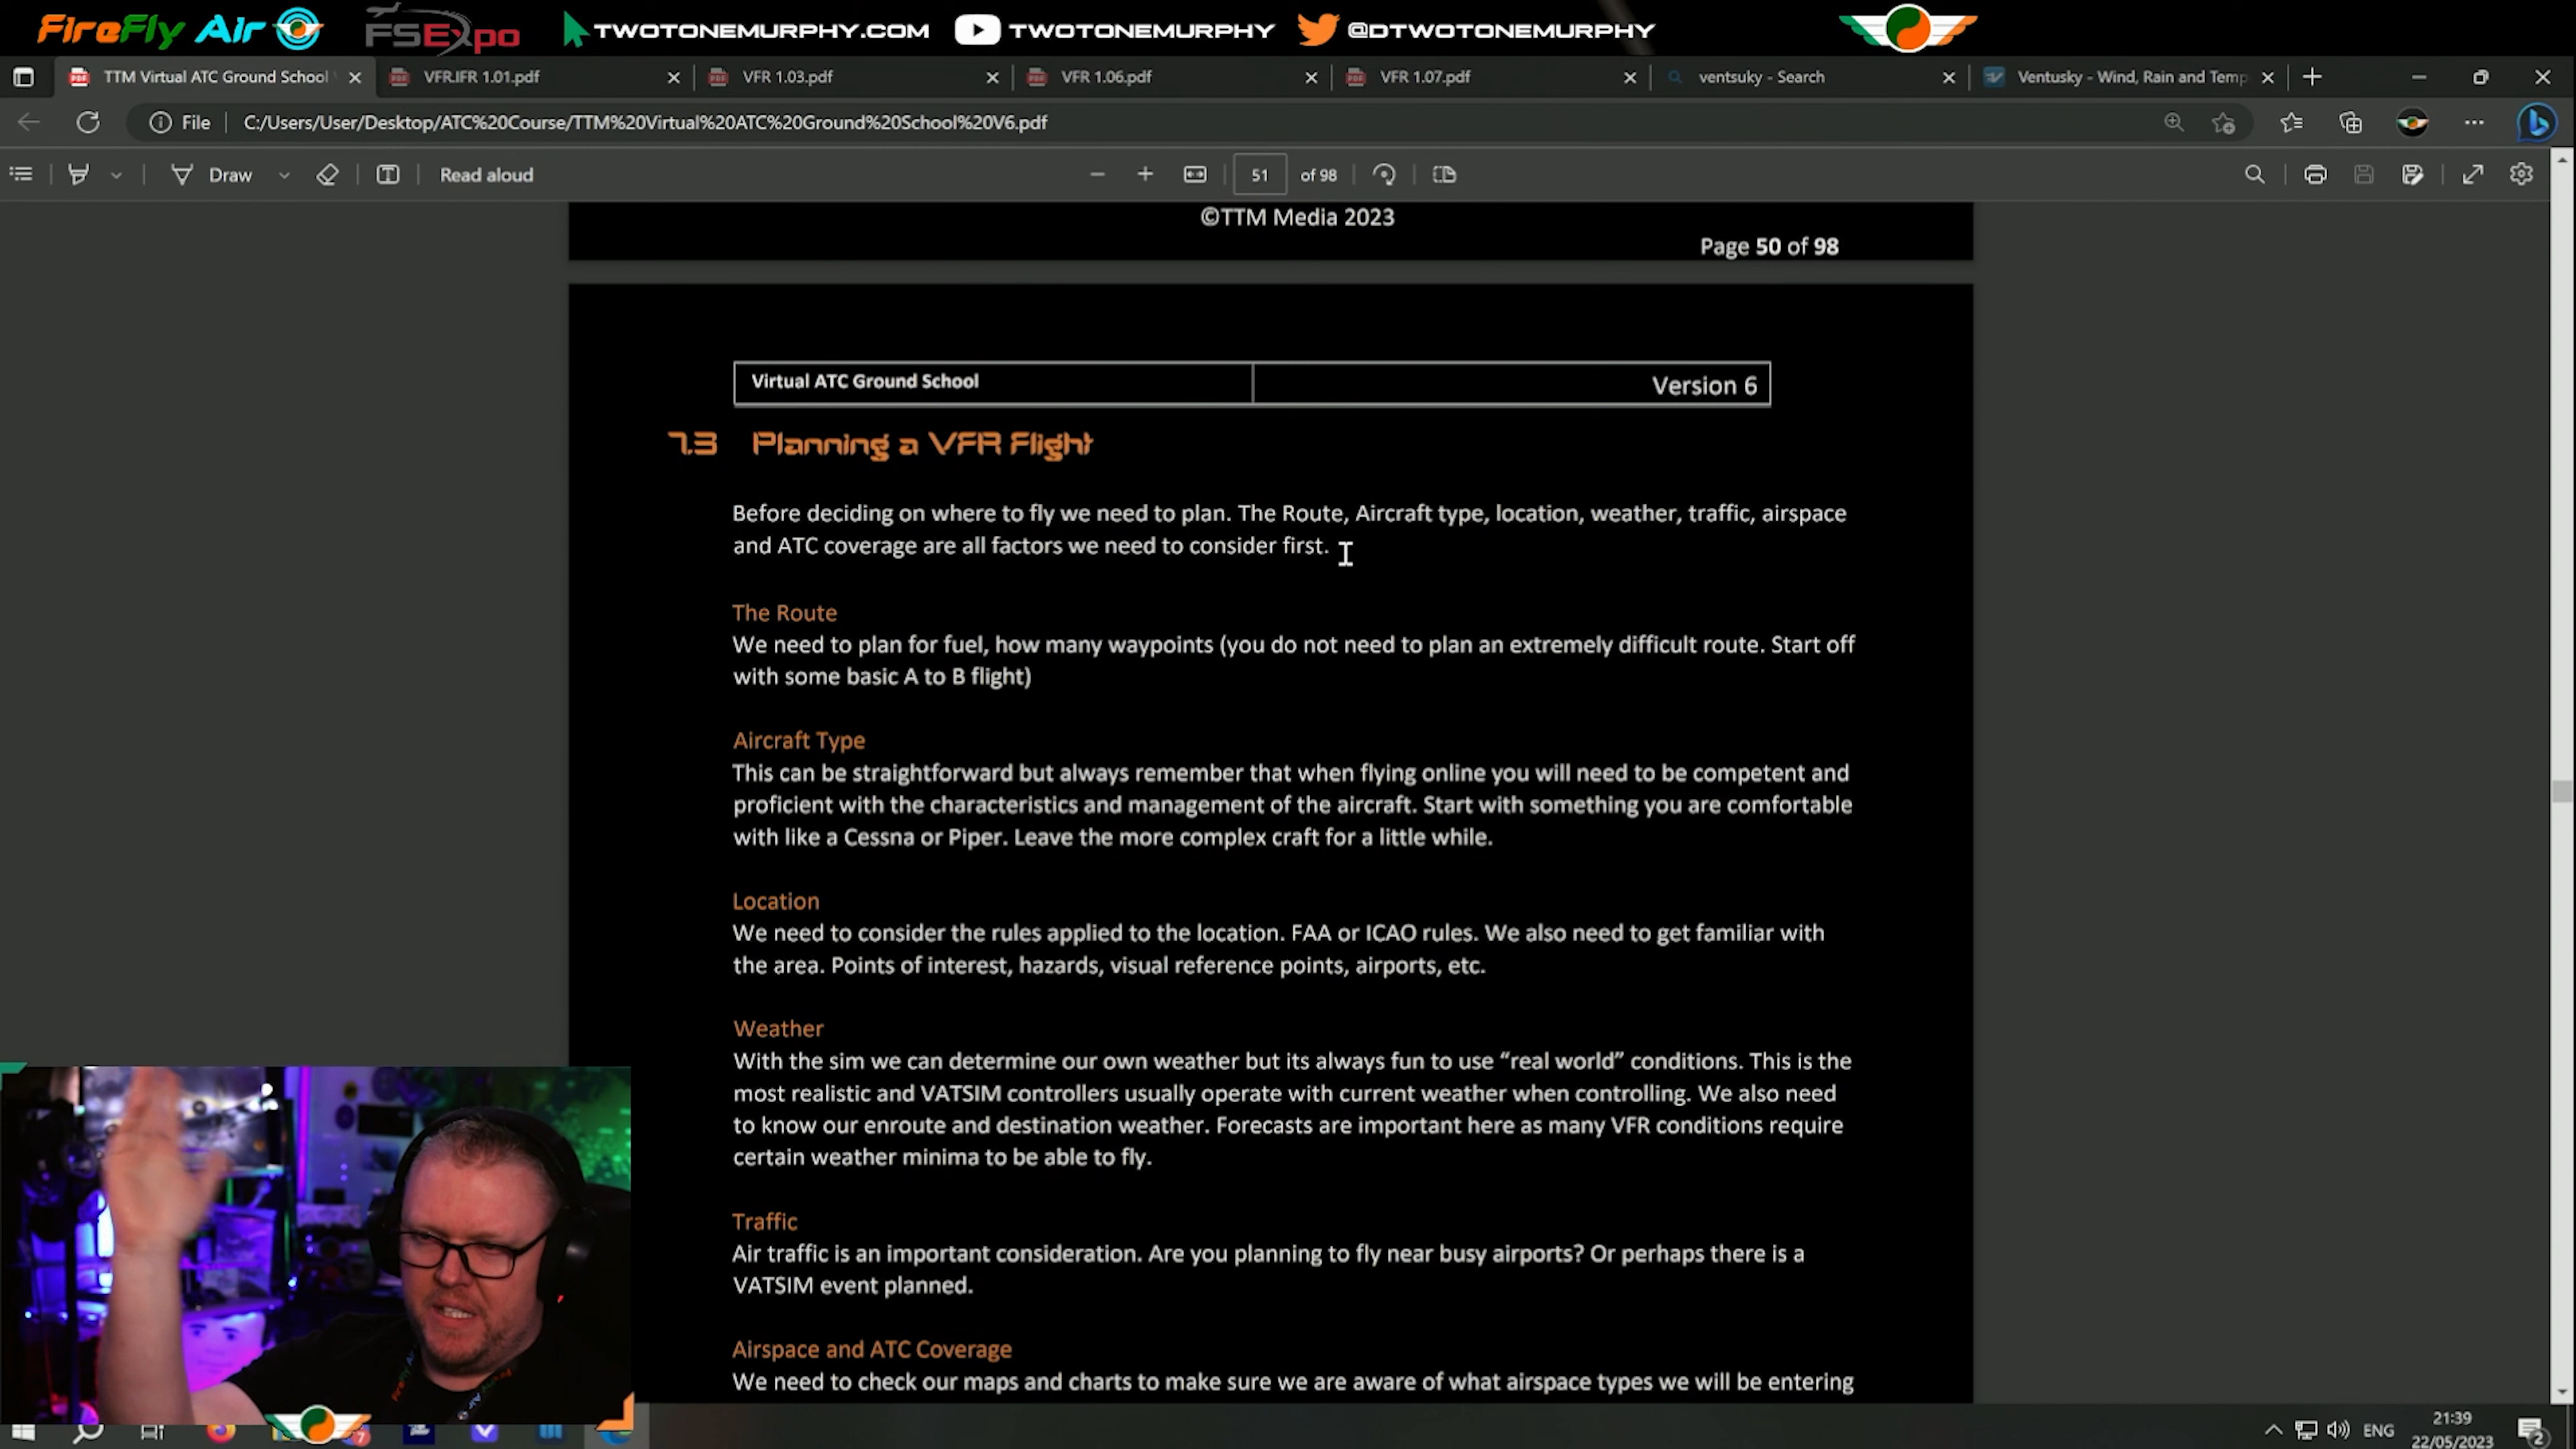 FireFly Air
FSExpo
TWOTONEMURPHY.COM
TWOTONEMURPHY
@DTWOTONEMURPHY
TTM Virtual ATC Ground School
VFR.IFR 1.01.pdf
VFR 1.03.pdf
VFR 1.06.pdf
VFR 1.07.pdf
ventsuky - Search
Ventusky - Wind, Rain and Temp
File
C:/Users/User/Desktop/ATC%20Course/TTM%20Virtual%20ATC%20Ground%20School%20V6.pdf
Draw
Read aloud
51
of 98
©TTM Media 2023
Page 50 of 98
Virtual ATC Ground School
Version 6
7.3 Planning a VFR Flight
Before deciding on where to fly we need to plan. The Route, Aircraft type, location, weather, traffic, airspace
and ATC coverage are all factors we need to consider first.
The Route
We need to plan for fuel, how many waypoints (you do not need to plan an extremely difficult route. Start off
with some basic A to B flight)
Aircraft Type
This can be straightforward but always remember that when flying online you will need to be competent and
proficient with the characteristics and management of the aircraft. Start with something you are comfortable
with like a Cessna or Piper. Leave the more complex craft for a little while.
Location
We need to consider the rules applied to the location. FAA or ICAO rules. We also need to get familiar with
the area. Points of interest, hazards, visual reference points, airports, etc.
Weather
With the sim we can determine our own weather but its always fun to use “real world” conditions. This is the
most realistic and VATSIM controllers usually operate with current weather when controlling. We also need
to know our enroute and destination weather. Forecasts are important here as many VFR conditions require
certain weather minima to be able to fly.
Traffic
Air traffic is an important consideration. Are you planning to fly near busy airports? Or perhaps there is a
VATSIM event planned.
Airspace and ATC Coverage
We need to check our maps and charts to make sure we are aware of what airspace types we will be entering
ENG
21:39
22/05/2023
2